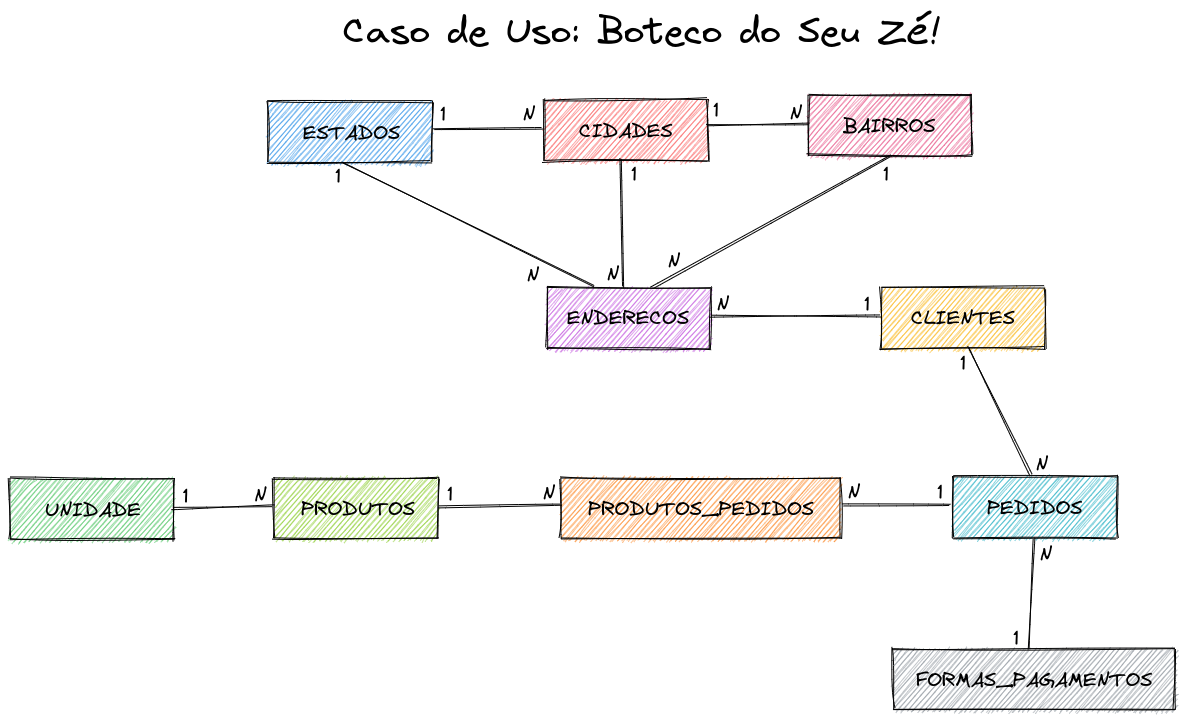 Caso de Uso: Boteco do Seu Zé!
1 N 1 N
ESTADOS CIDADES BAIRROS
1 1 1
N N N
N 1
ENDERECOS CLIENTES
1
N
1 N 1 N N 1
UNIDADE PRODUTOS PRODUTOS_PEDIDOS PEDIDOS
N
1
FORMAS_PAGAMENTOS